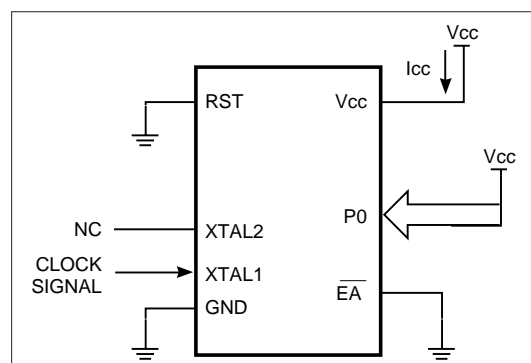 Vcc
Icc
RST
Vcc
Vcc
P0
NC
XTAL2
CLOCK
SIGNAL
XTAL1
GND
EA